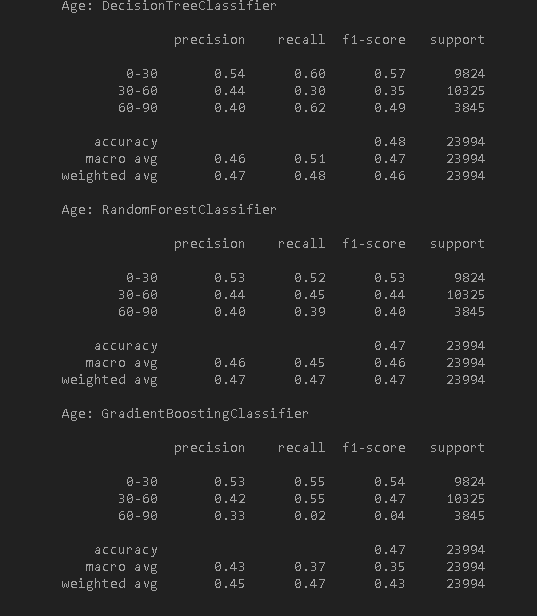 Age: DecisionTreeClassifier
precision recall f1-score support
0-30 0.54 0.60 0.57 9824
30-60 0.44 0.30 0.35 10325
60-90 0.40 0.62 0.49 3845
accuracy 0.48 23994
macro avg 0.46 0.51 0.47 23994
weighted avg 0.47 0.48 0.46 23994
Age: RandomForestClassifier
precision recall f1-score support
0-30 0.53 0.52 0.53 9824
30-60 0.44 0.45 0.44 10325
60-90 0.40 0.39 0.40 3845
accuracy 0.47 23994
macro avg 0.46 0.45 0.46 23994
weighted avg 0.47 0.47 0.47 23994
Age: GradientBoostingClassifier
precision recall f1-score support
0-30 0.53 0.55 0.54 9824
30-60 0.42 0.55 0.47 10325
60-90 0.33 0.02 0.04 3845
accuracy 0.47 23994
macro avg 0.43 0.37 0.35 23994
weighted avg 0.45 0.47 0.43 23994